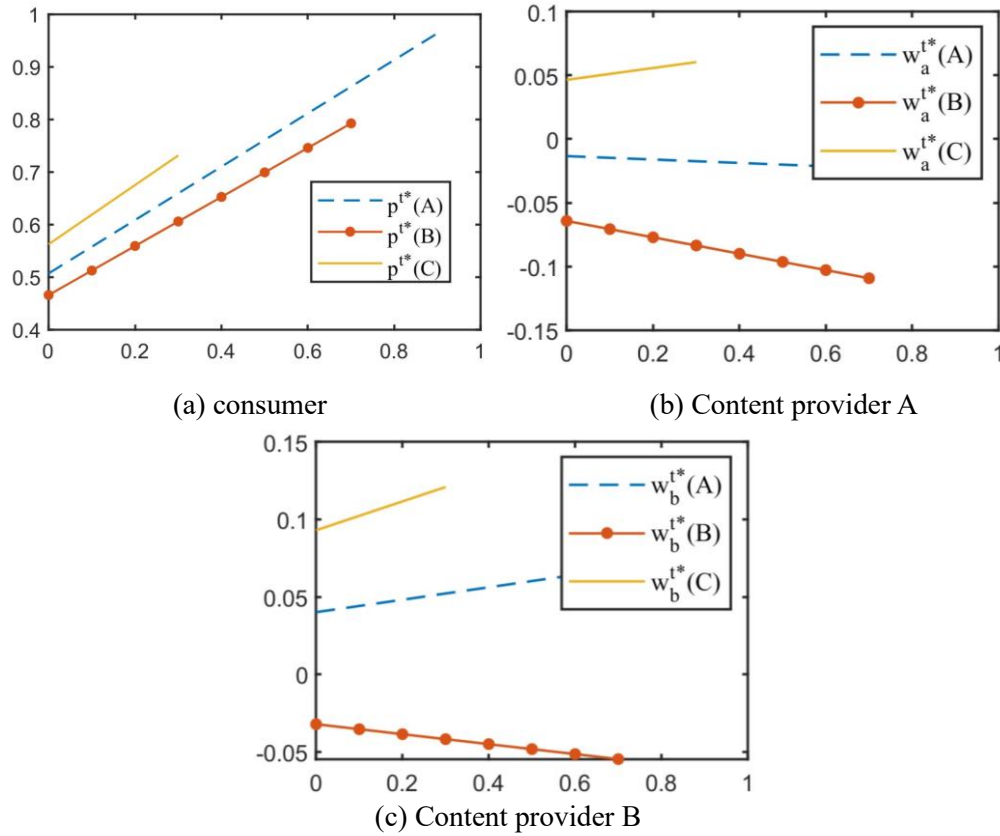 1
0.9
0.8
0.7
0.6
0.5
0.4
0 0.2 0.4 0.6 0.8 1
p^t*(A)
p^t*(B)
p^t*(C)
(a) consumer
0.1
0.05
0
-0.05
-0.1
-0.15
0 0.2 0.4 0.6 0.8 1
w_a^t*(A)
w_a^t*(B)
w_a^t*(C)
(b) Content provider A
0.15
0.1
0.05
0
-0.05
0 0.2 0.4 0.6 0.8 1
w_b^t*(A)
w_b^t*(B)
w_b^t*(C)
(c) Content provider B